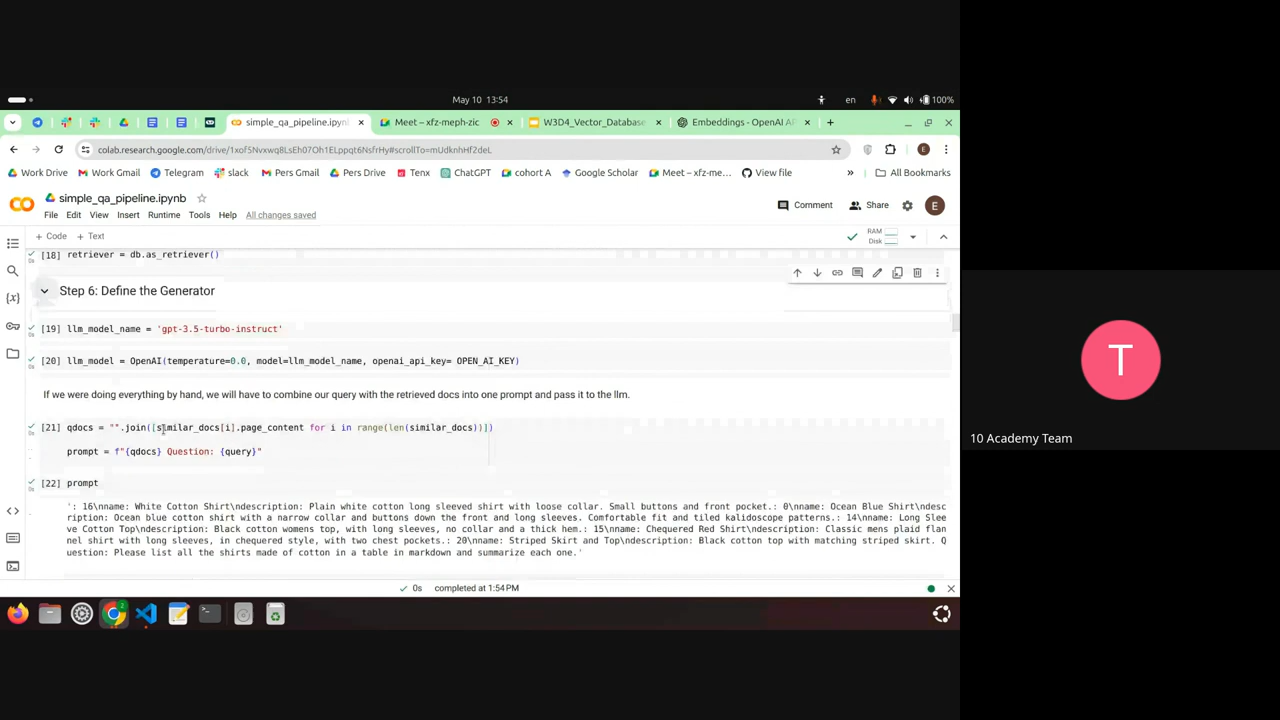 May 10 13:54
en
100%
simple_qa_pipeline.ipynb
Meet – xfz-meph-zic
W3D4_Vector_Database
Embeddings - OpenAI AP
colab.research.google.com/drive/1xof5Nvxwq8LsEh07Oh1ELppqt6NsfrHy#scrollTo=mUdknhHf2deL
Work Drive
Work Gmail
Telegram
slack
Pers Gmail
Pers Drive
Tenx
ChatGPT
cohort A
Google Scholar
Meet – xfz-me...
View file
»
All Bookmarks
simple_qa_pipeline.ipynb
Comment
Share
E
File Edit View Insert Runtime Tools Help All changes saved
+ Code + Text
RAM
Disk
[18] retriever = db.as_retriever()
Step 6: Define the Generator
[19] llm_model_name = 'gpt-3.5-turbo-instruct'
[20] llm_model = OpenAI(temperature=0.0, model=llm_model_name, openai_api_key= OPEN_AI_KEY)
If we were doing everything by hand, we will have to combine our query with the retrieved docs into one prompt and pass it to the llm.
[21] qdocs = "".join([similar_docs[i].page_content for i in range(len(similar_docs))])
prompt = f"{qdocs} Question: {query}"
[22] prompt
': 16\nname: White Cotton Shirt\ndescription: Plain white cotton long sleeved shirt with loose collar. Small buttons and front pocket.: 0\nname: Ocean Blue Shirt\ndesc
ription: Ocean blue cotton shirt with a narrow collar and buttons down the front and long sleeves. Comfortable fit and tiled kalidoscope patterns.: 14\nname: Long Slee
ve Cotton Top\ndescription: Black cotton womens top, with long sleeves, no collar and a thick hem.: 15\nname: Chequered Red Shirt\ndescription: Classic mens plaid flan
nel shirt with long sleeves, in chequered style, with two chest pockets.: 20\nname: Striped Skirt and Top\ndescription: Black cotton top with matching striped skirt. Q
uestion: Please list all the shirts made of cotton in a table in markdown and summarize each one.'
0s completed at 1:54PM
T
10 Academy Team